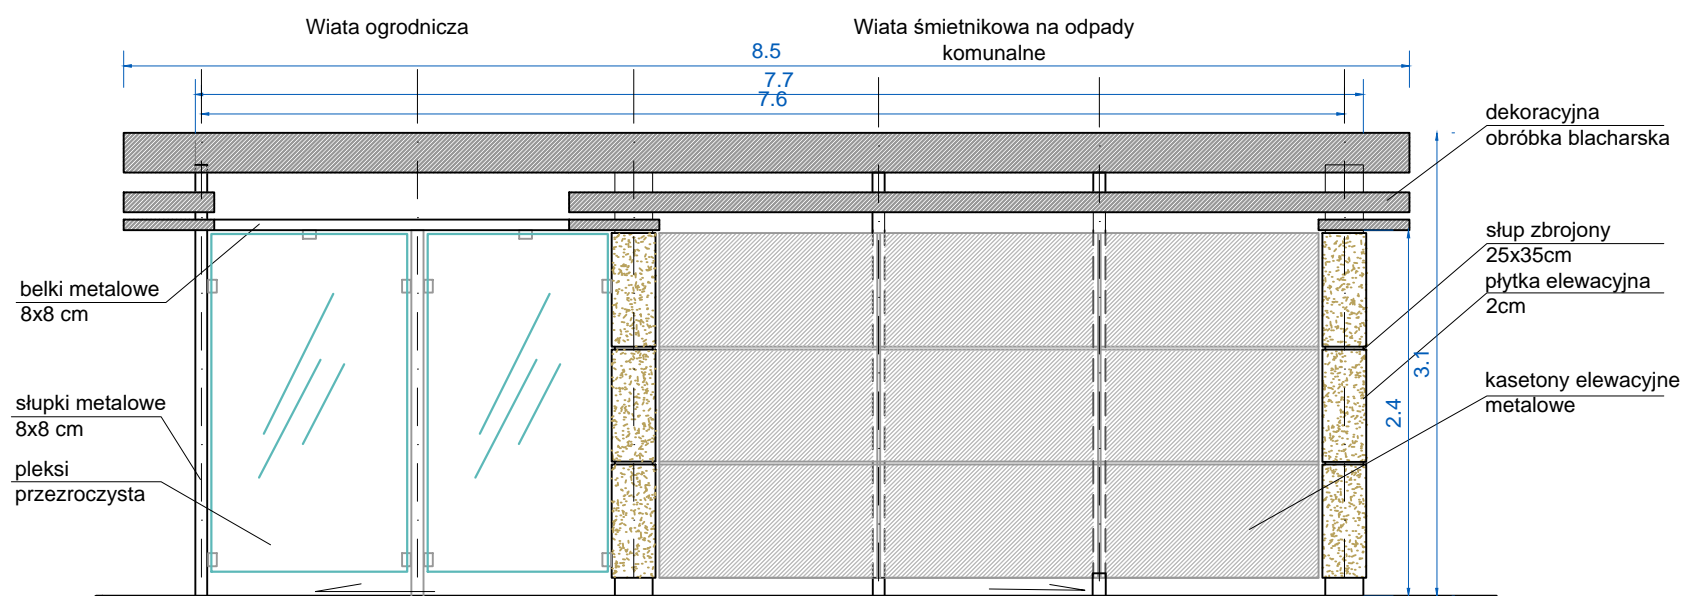 Wiata ogrodnicza
Wiata śmietnikowa na odpady
komunalne
8.5
7.7
7.6
dekoracyjna
obróbka blacharska
słup zbrojony
25x35cm
płytka elewacyjna
2cm
belki metalowe
8x8 cm
3.1
2.4
kasetony elewacyjne
metalowe
słupki metalowe
8x8 cm
pleksi
przezroczysta